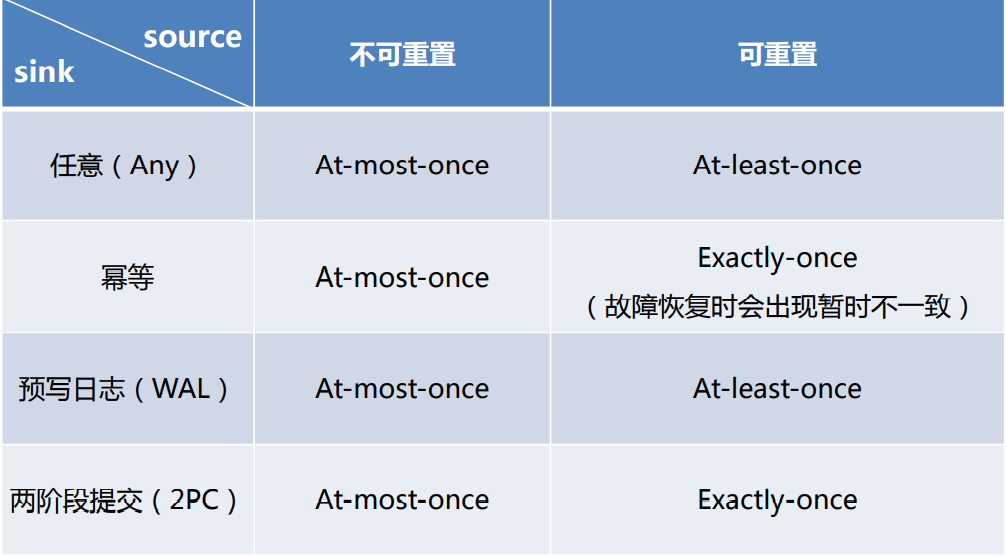 source
sink
不可重置
可重置
任意（Any）
At-most-once
At-least-once
幂等
At-most-once
Exactly-once
（故障恢复时会出现暂时不一致）
预写日志（WAL）
At-most-once
At-least-once
两阶段提交（2PC）
At-most-once
Exactly-once